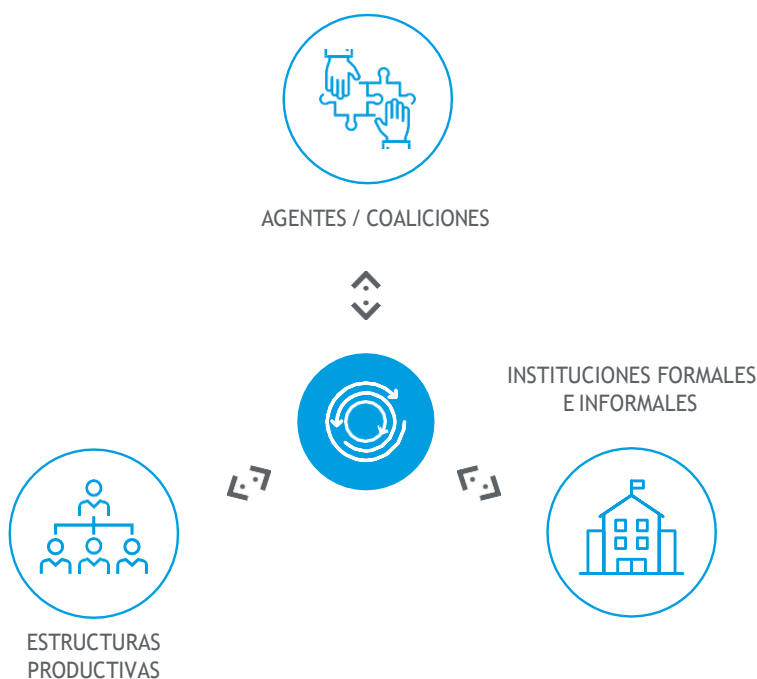 AGENTES / COALICIONES
INSTITUCIONES FORMALES
E INFORMALES
ESTRUCTURAS
PRODUCTIVAS